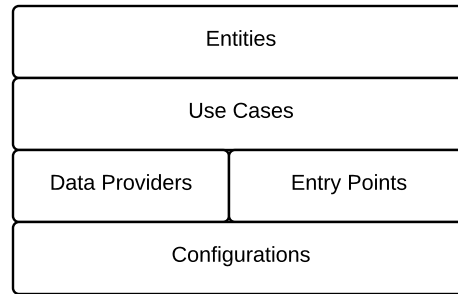 Entities
Use Cases
Data Providers
Entry Points
Configurations